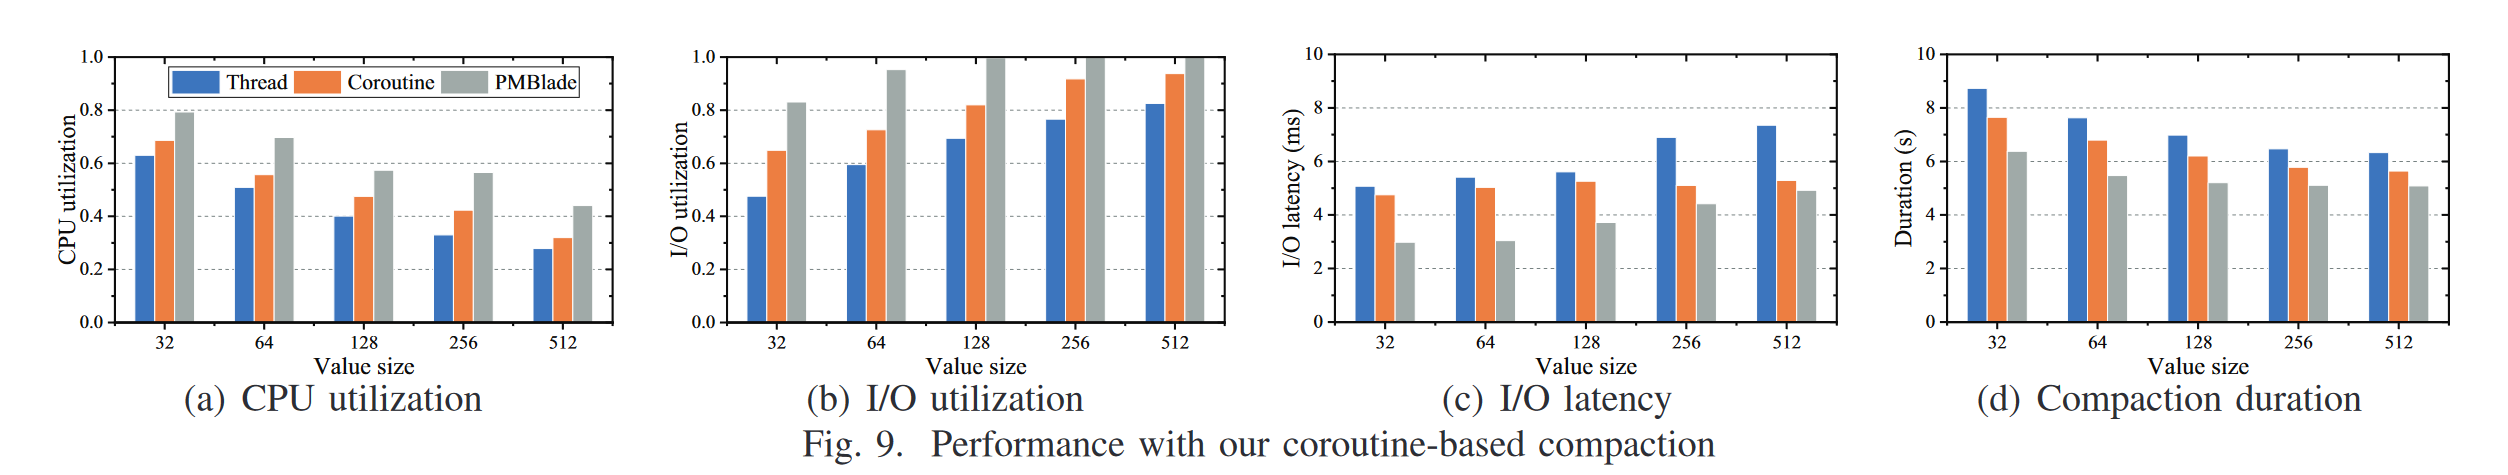 1.0
0.8
0.6
0.4
0.2
0.0
CPU utilization
Thread Coroutine PMBlade
32 64 128 256 512
Value size
(a) CPU utilization
1.0
0.8
0.6
0.4
0.2
0.0
I/O utilization
32 64 128 256 512
Value size
(b) I/O utilization
10
8
6
4
2
0
I/O latency (ms)
32 64 128 256 512
Value size
(c) I/O latency
10
8
6
4
2
0
Duration (s)
32 64 128 256 512
Value size
(d) Compaction duration
Fig. 9. Performance with our coroutine-based compaction